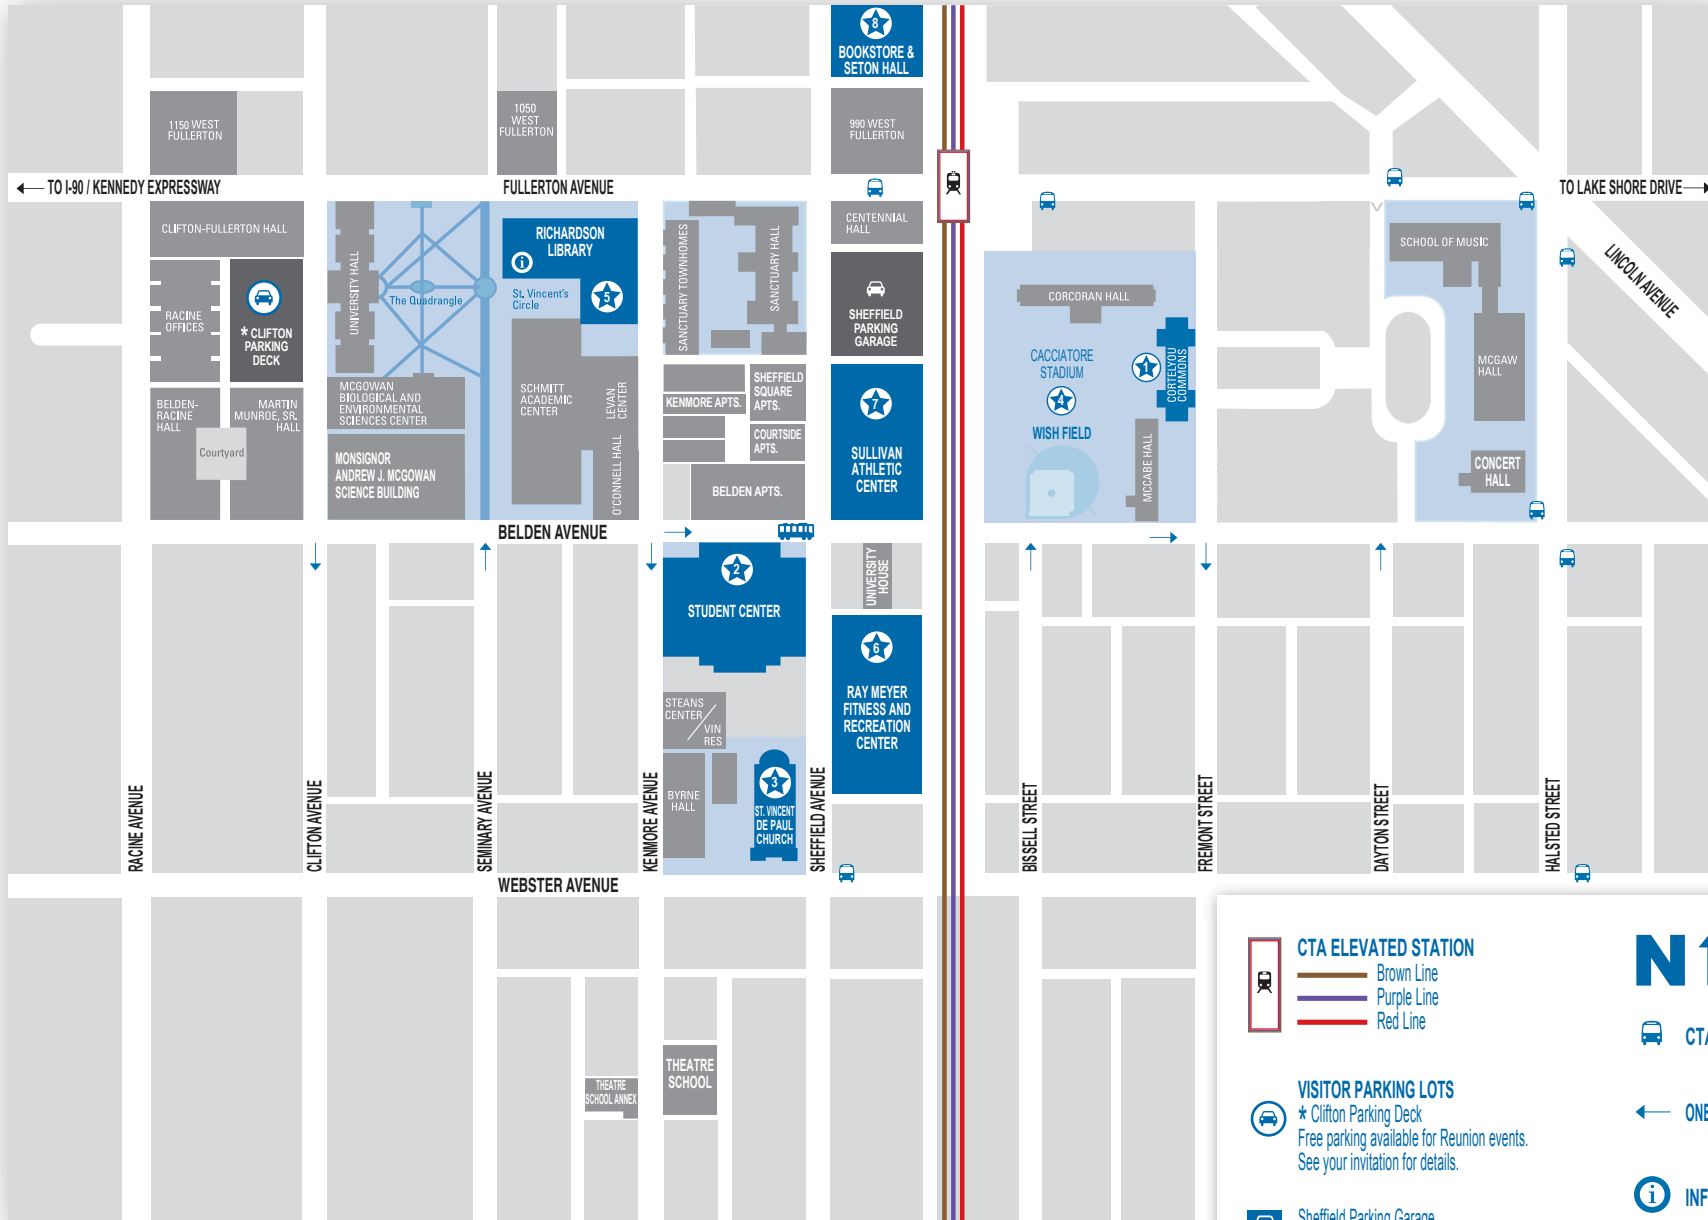 8
BOOKSTORE &
SETON HALL
1150 WEST
FULLERTON
1050
WEST
FULLERTON
990 WEST
FULLERTON
TO I-90 / KENNEDY EXPRESSWAY
FULLERTON AVENUE
TO LAKE SHORE DRIVE
CLIFTON-FULLERTON HALL
RACINE
OFFICES
* CLIFTON
PARKING
DECK
BELDEN-
RACINE
HALL
MARTIN
MUNROE, SR.
HALL
Courtyard
UNIVERSITY HALL
The Quadrangle
RICHARDSON
LIBRARY
i
5
St. Vincent's
Circle
MCGOWAN
BIOLOGICAL AND
ENVIRONMENTAL
SCIENCES CENTER
MONSIGNOR
ANDREW J. MCGOWAN
SCIENCE BUILDING
SCHMITT
ACADEMIC
CENTER
LEVAN
CENTER
O'CONNELL HALL
SANCTUARY TOWNHOMES
SANCTUARY HALL
KENMORE APTS.
SHEFFIELD
SQUARE
APTS.
COURTSIDE
APTS.
BELDEN APTS.
CENTENNIAL
HALL
SHEFFIELD
PARKING
GARAGE
7
SULLIVAN
ATHLETIC
CENTER
CORCORAN HALL
CACCIATORE
STADIUM
4
WISH FIELD
1
CORTELYOU
COMMONS
MCCABE HALL
SCHOOL OF MUSIC
MCGAW
HALL
CONCERT
HALL
LINCOLN AVENUE
BELDEN AVENUE
2
STUDENT CENTER
UNIVERSITY
HOUSE
6
RAY MEYER
FITNESS AND
RECREATION
CENTER
STEANS
CENTER
VIN
RES
BYRNE
HALL
3
ST. VINCENT
DE PAUL
CHURCH
RACINE AVENUE
CLIFTON AVENUE
SEMINARY AVENUE
KENMORE AVENUE
SHEFFIELD AVENUE
BISSELL STREET
FREMONT STREET
DAYTON STREET
HALSTED STREET
WEBSTER AVENUE
THEATRE
SCHOOL ANNEX
THEATRE
SCHOOL
CTA ELEVATED STATION
Brown Line
Purple Line
Red Line
VISITOR PARKING LOTS
* Clifton Parking Deck
Free parking available for Reunion events.
See your invitation for details.
Sheffield Parking Garage
N
CTA
ONE
i
INF